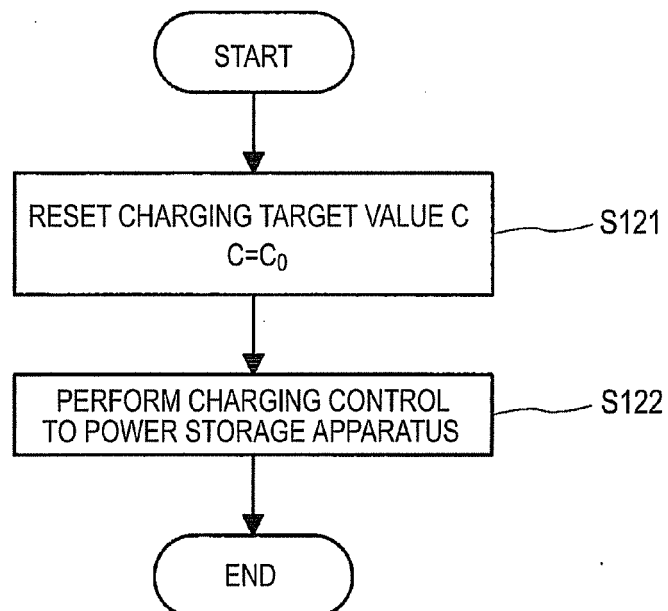 START
RESET CHARGING TARGET VALUE C
C=C₀
S121
PERFORM CHARGING CONTROL
TO POWER STORAGE APPARATUS
S122
END